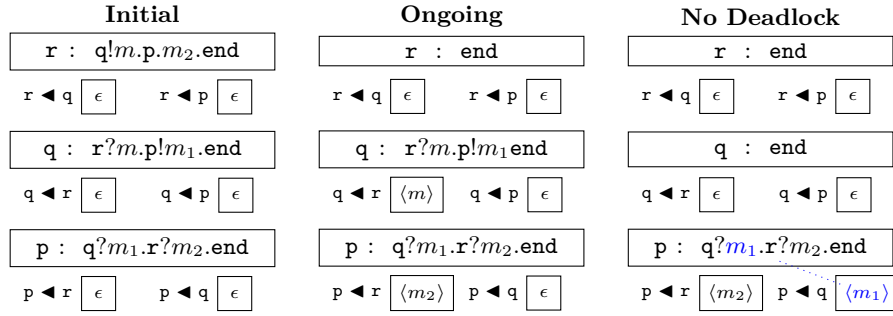 Initial Ongoing No Deadlock
r : q!m.p.m₂.end r : end r : end
r ◄ q ϵ r ◄ p ϵ r ◄ q ϵ r ◄ p ϵ r ◄ q ϵ r ◄ p ϵ
q : r?m.p!m₁.end q : r?m.p!m₁end q : end
q ◄ r ϵ q ◄ p ϵ q ◄ r ⟨m⟩ q ◄ p ϵ q ◄ r ϵ q ◄ p ϵ
p : q?m₁.r?m₂.end p : q?m₁.r?m₂.end p : q?m₁.r?m₂.end
p ◄ r ϵ p ◄ q ϵ p ◄ r ⟨m₂⟩ p ◄ q ϵ p ◄ r ⟨m₂⟩ p ◄ q ⟨m₁⟩